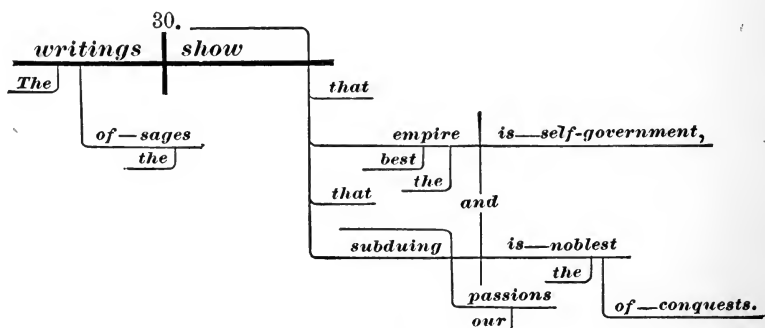 30.
writings show
The that
of—sages empire is—self-government,
the best
the
that and
subduing is—noblest
the
passions of—conquests.
our